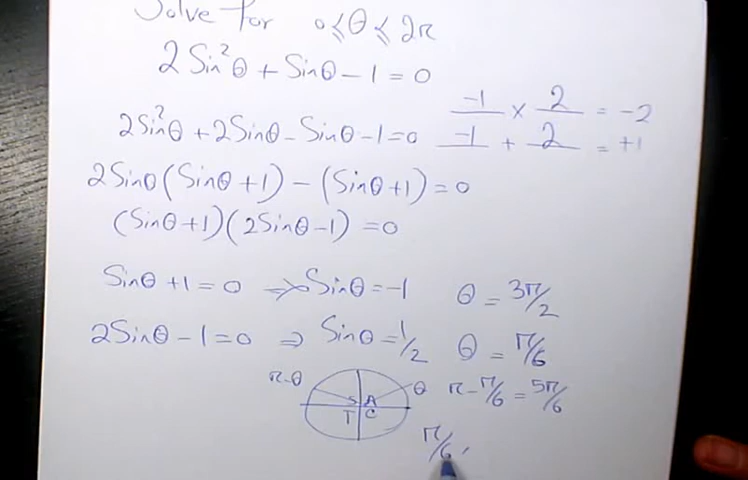 Solve for 0 ≤ θ ≤ 2π
2Sin²θ + Sinθ - 1 = 0
-1 × 2 = -2
2Sin²θ + 2Sinθ - Sinθ - 1 = 0
-1 + 2 = +1
2Sinθ(Sinθ + 1) - (Sinθ + 1) = 0
(Sinθ + 1)(2Sinθ - 1) = 0
Sinθ + 1 = 0 ⇒ Sinθ = -1 θ = 3π/2
2Sinθ - 1 = 0 ⇒ Sinθ = 1/2 θ = π/6
π-θ S A θ π - π/6 = 5π/6
T C
π/6,